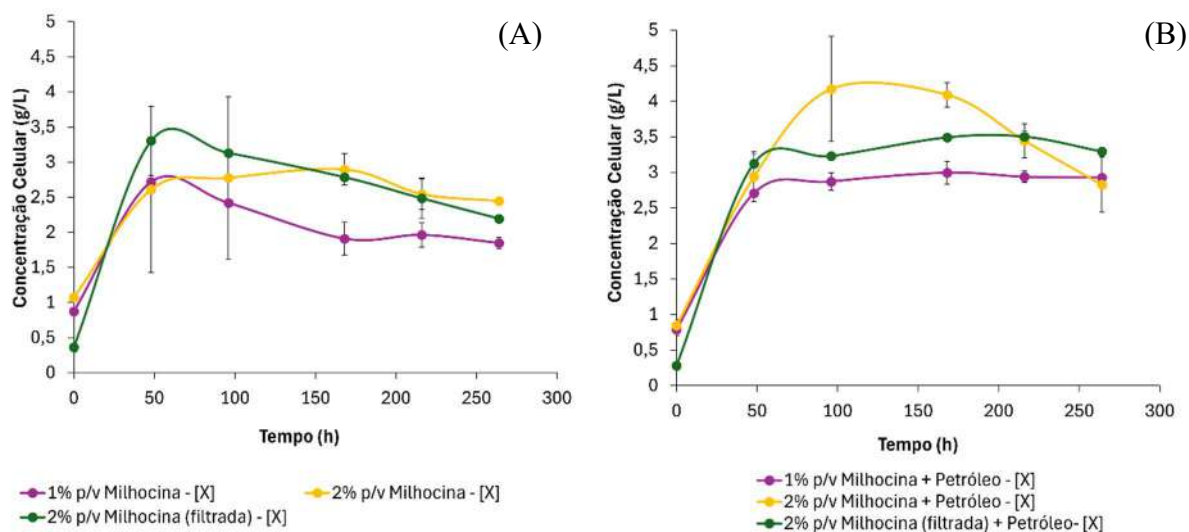 (A)
Concentração Celular (g/L)
5
4,5
4
3,5
3
2,5
2
1,5
1
0,5
0
0 50 100 150 200 250 300
Tempo (h)
1% p/v Milhocina - [X] 2% p/v Milhocina - [X]
2% p/v Milhocina (filtrada) - [X]
(B)
Concentração Celular (g/L)
5
4,5
4
3,5
3
2,5
2
1,5
1
0,5
0
0 50 100 150 200 250 300
Tempo (h)
1% p/v Milhocina + Petróleo - [X]
2% p/v Milhocina + Petróleo - [X]
2% p/v Milhocina (filtrada) + Petróleo- [X]